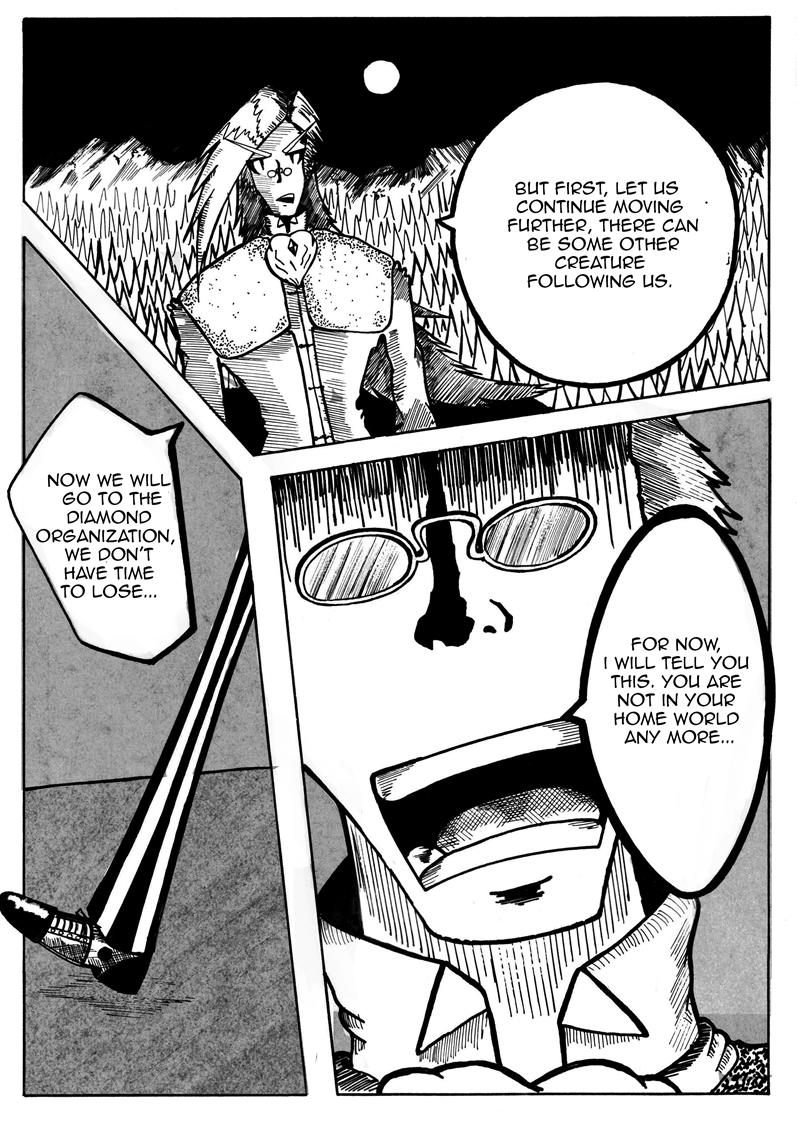 BUT FIRST, LET US
CONTINUE MOVING
FURTHER, THERE CAN
BE SOME OTHER
CREATURE
FOLLOWING US.
NOW WE WILL
GO TO THE
DIAMOND
ORGANIZATION,
WE DON'T
HAVE TIME
TO LOSE...
FOR NOW,
I WILL TELL YOU
THIS. YOU ARE
NOT IN YOUR
HOME WORLD
ANY MORE...